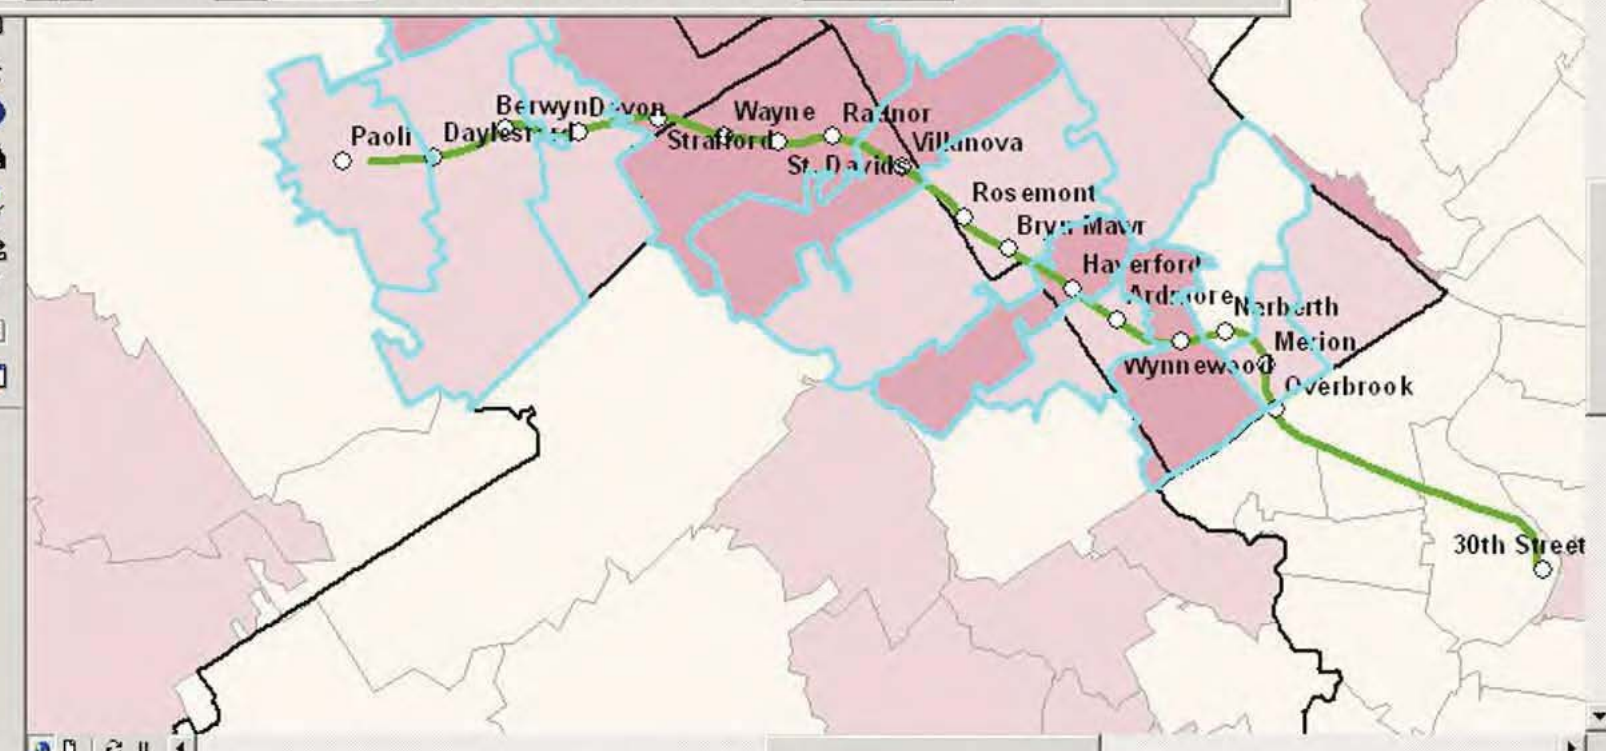 Paoli
Daylesford
Berwyn
Devon
Strafford
Wayne
St. Davids
Radnor
Villanova
Rosemont
Bryn Mawr
Haverford
Ardmore
Wynnewood
Narberth
Merion
Overbrook
30th Street